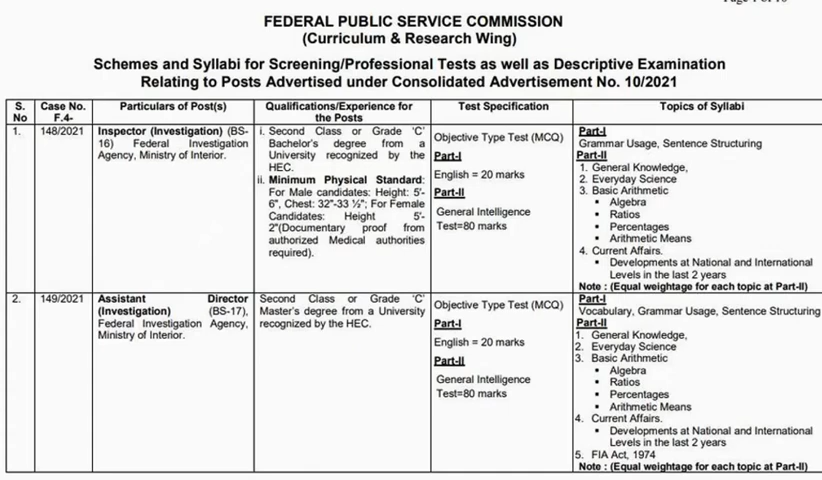 FEDERAL PUBLIC SERVICE COMMISSION
(Curriculum & Research Wing)
Schemes and Syllabi for Screening/Professional Tests as well as Descriptive Examination
Relating to Posts Advertised under Consolidated Advertisement No. 10/2021
S. No
Case No. F.4-
Particulars of Post(s)
Qualifications/Experience for
the Posts
Test Specification
Topics of Syllabi
1.
148/2021
Inspector (Investigation) (BS-
16) Federal Investigation
Agency, Ministry of Interior.
i. Second Class or Grade 'C'
Bachelor's degree from a
University recognized by the
HEC.
ii. Minimum Physical Standard:
For Male candidates: Height: 5'-
6", Chest: 32"-33 ½"; For Female
Candidates: Height 5'-
2"(Documentary proof from
authorized Medical authorities
required).
Objective Type Test (MCQ)
Part-I
English = 20 marks
Part-II
General Intelligence
Test=80 marks
Part-I
Grammar Usage, Sentence Structuring
Part-II
1. General Knowledge,
2. Everyday Science
3. Basic Arithmetic
▪ Algebra
▪ Ratios
▪ Percentages
▪ Arithmetic Means
4. Current Affairs.
▪ Developments at National and International
Levels in the last 2 years
Note : (Equal weightage for each topic at Part-II)
2.
149/2021
Assistant Director
(Investigation) (BS-17),
Federal Investigation Agency,
Ministry of Interior.
Second Class or Grade 'C'
Master's degree from a University
recognized by the HEC.
Objective Type Test (MCQ)
Part-I
English = 20 marks
Part-II
General Intelligence
Test=80 marks
Part-I
Vocabulary, Grammar Usage, Sentence Structuring
Part-II
1. General Knowledge,
2. Everyday Science
3. Basic Arithmetic
▪ Algebra
▪ Ratios
▪ Percentages
▪ Arithmetic Means
4. Current Affairs.
▪ Developments at National and International
Levels in the last 2 years
5. FIA Act, 1974
Note : (Equal weightage for each topic at Part-II)